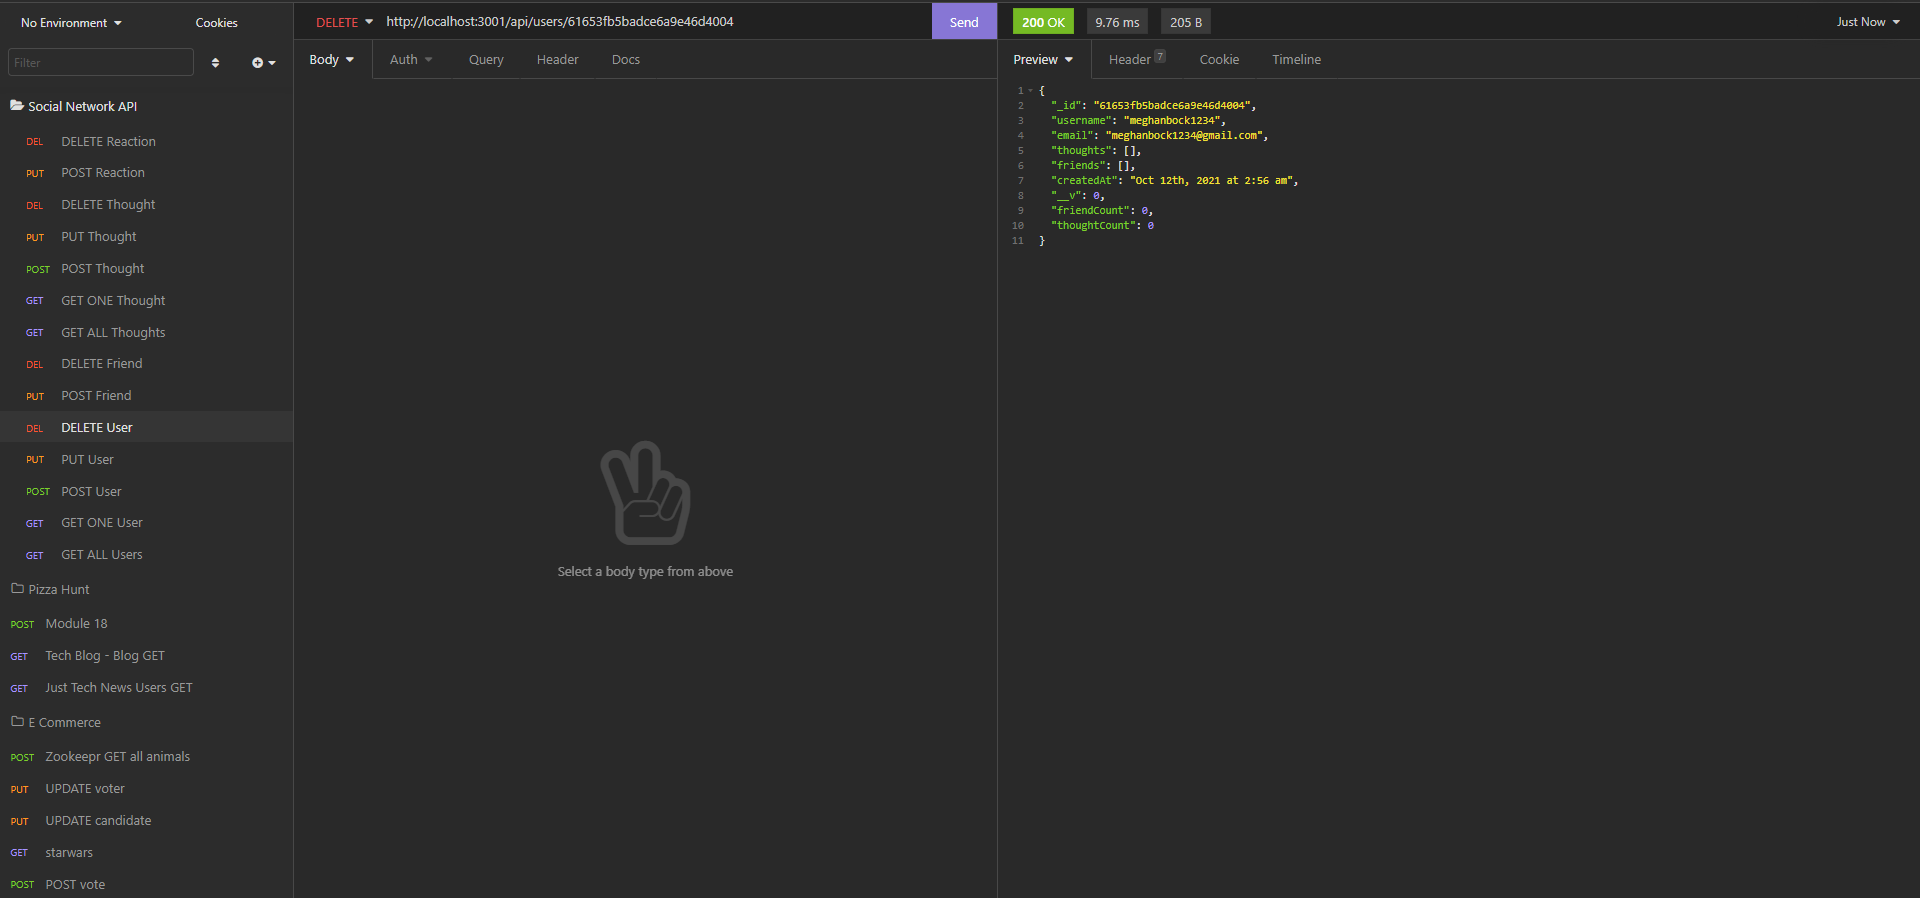 No Environment
Cookies
Filter
Social Network API
DEL DELETE Reaction
PUT POST Reaction
DEL DELETE Thought
PUT PUT Thought
POST POST Thought
GET GET ONE Thought
GET GET ALL Thoughts
DEL DELETE Friend
PUT POST Friend
DEL DELETE User
PUT PUT User
POST POST User
GET GET ONE User
GET GET ALL Users
Pizza Hunt
POST Module 18
GET Tech Blog - Blog GET
GET Just Tech News Users GET
E Commerce
POST Zookeepr GET all animals
PUT UPDATE voter
PUT UPDATE candidate
GET starwars
POST POST vote
DELETE http://localhost:3001/api/users/61653fb5badce6a9e46d4004 Send
Body Auth Query Header Docs
Select a body type from above
200 OK 9.76 ms 205 B Just Now
Preview Header 7 Cookie Timeline
1 {
2 "_id": "61653fb5badce6a9e46d4004",
3 "username": "meghanbock1234",
4 "email": "meghanbock1234@gmail.com",
5 "thoughts": [],
6 "friends": [],
7 "createdAt": "Oct 12th, 2021 at 2:56 am",
8 "__v": 0,
9 "friendCount": 0,
10 "thoughtCount": 0
11 }